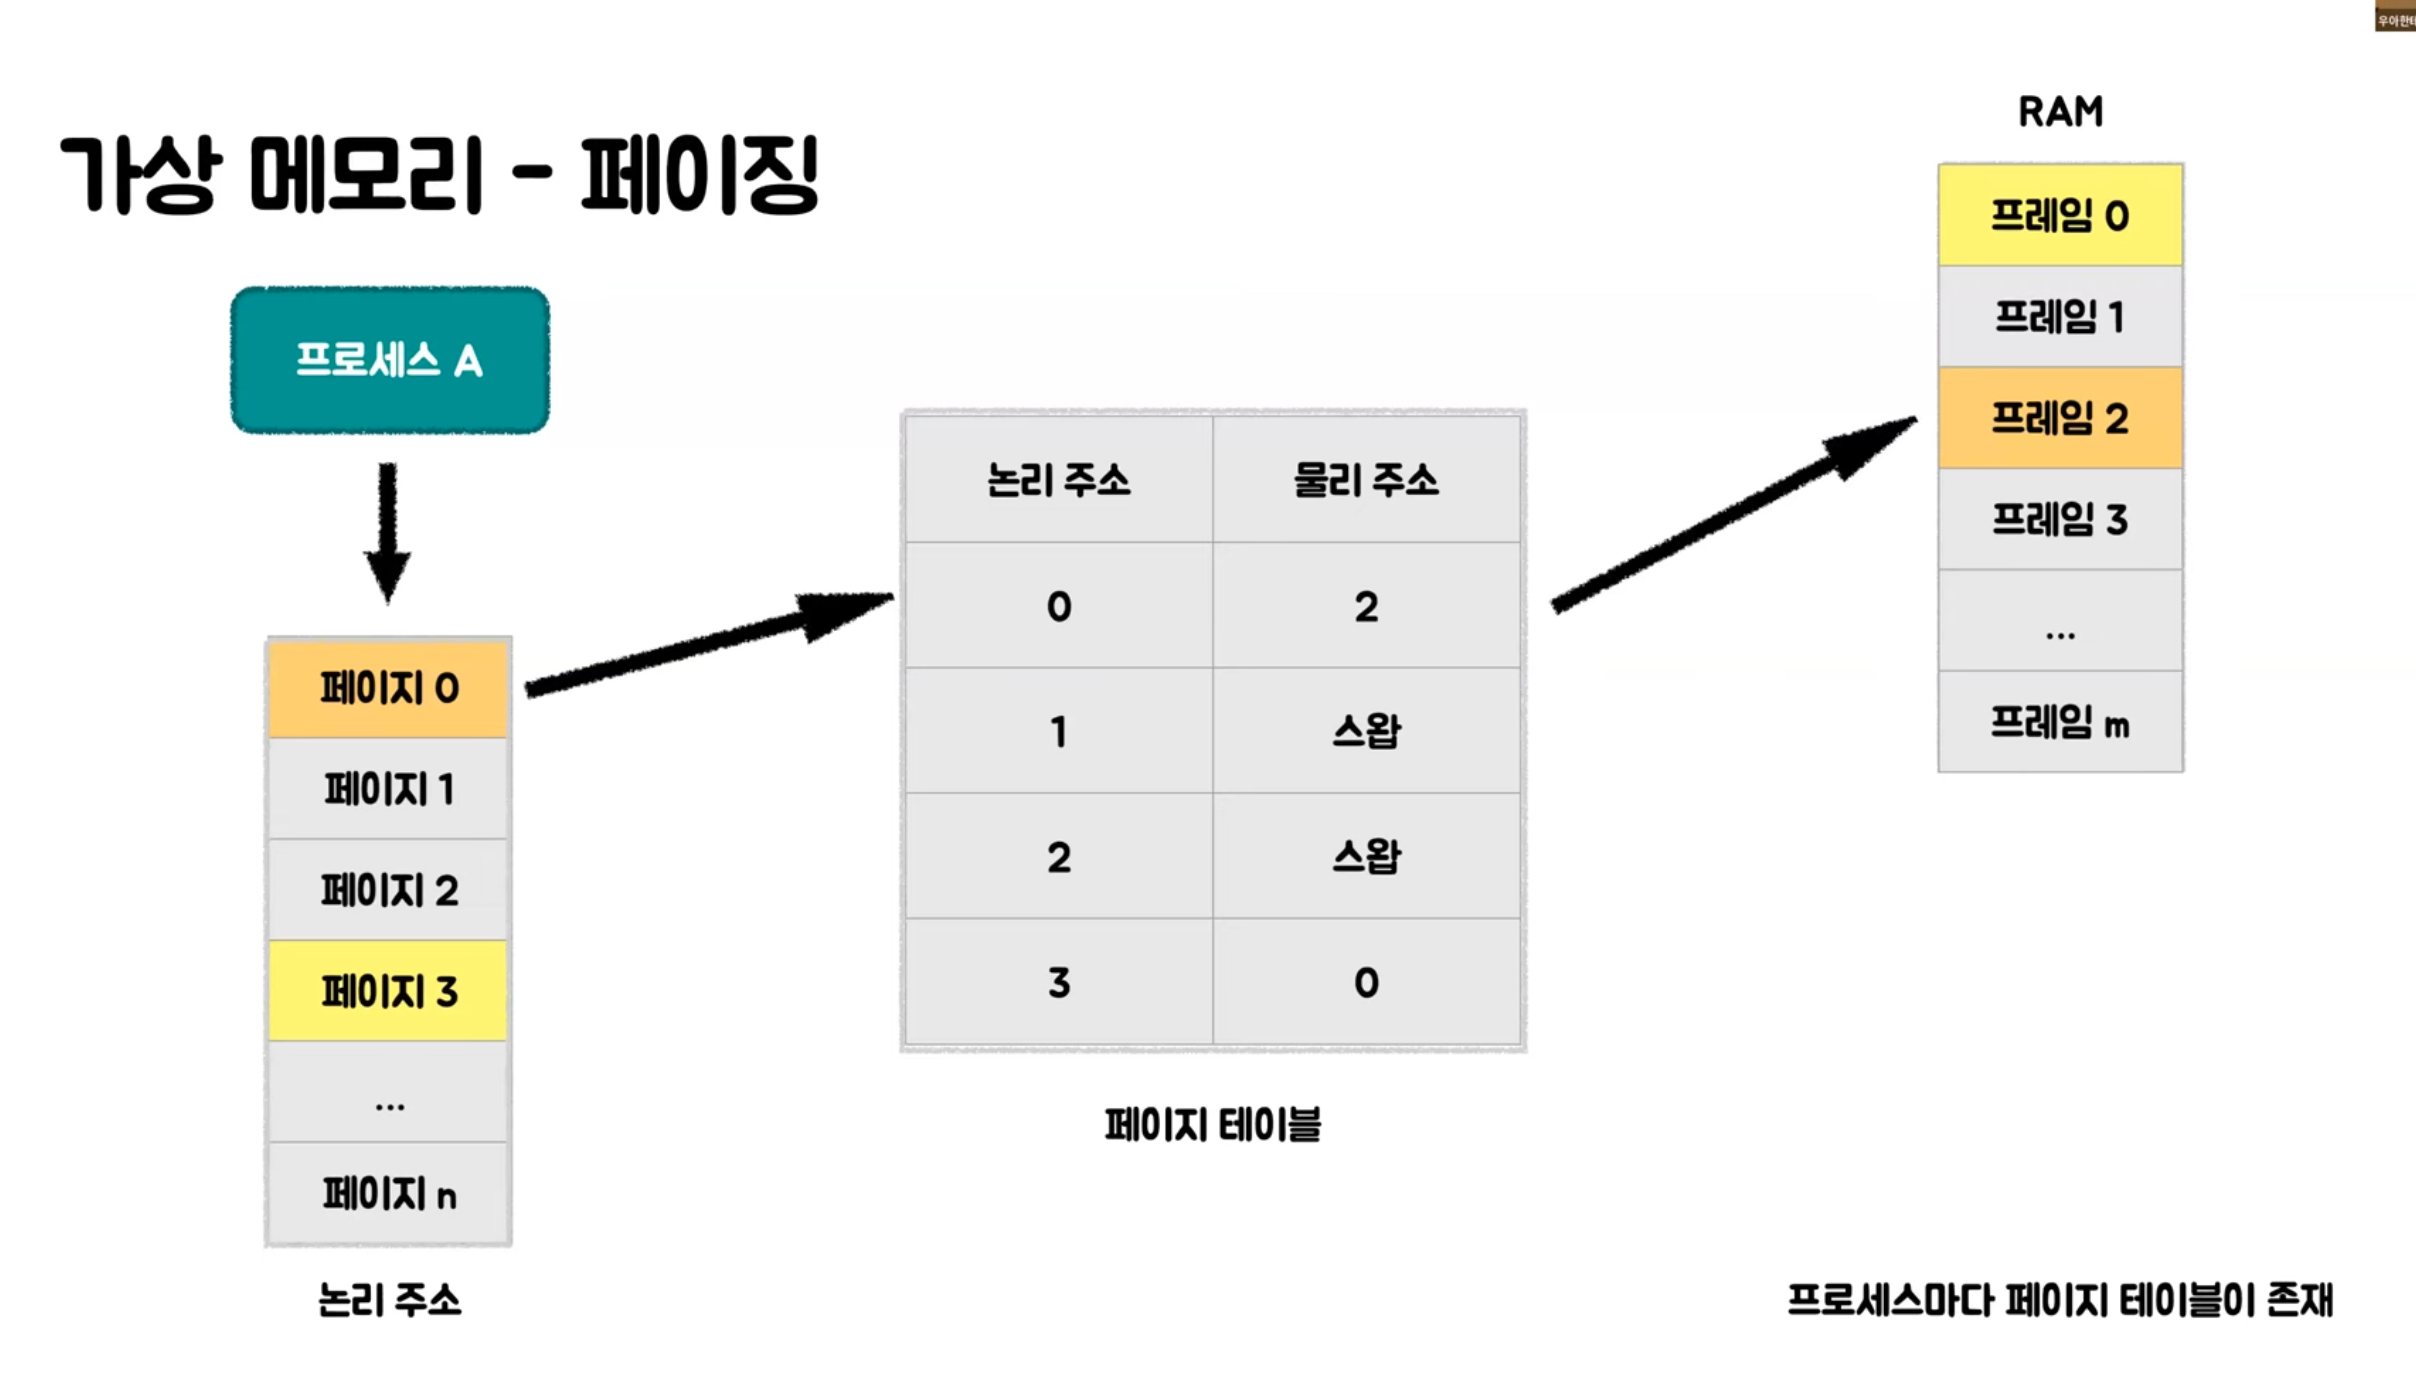 우아한테
가상 메모리 - 페이징
프로세스 A
페이지 0
페이지 1
페이지 2
페이지 3
...
페이지 n
논리 주소
논리 주소 물리 주소
0 2
1 스왑
2 스왑
3 0
페이지 테이블
RAM
프레임 0
프레임 1
프레임 2
프레임 3
...
프레임 m
프로세스마다 페이지 테이블이 존재